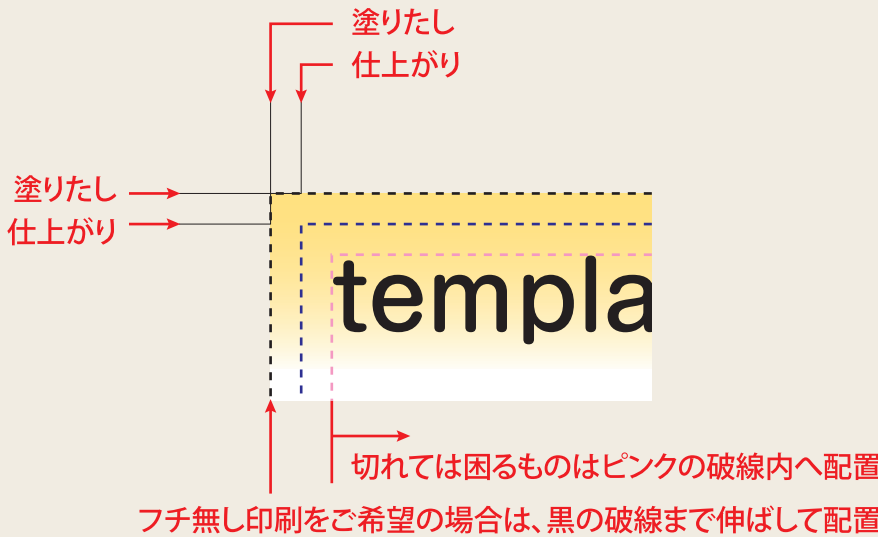 塗りたし
仕上がり
塗りたし
仕上がり
templa
切れては困るものはピンクの破線内へ配置
フチ無し印刷をご希望の場合は、黒の破線まで伸ばして配置